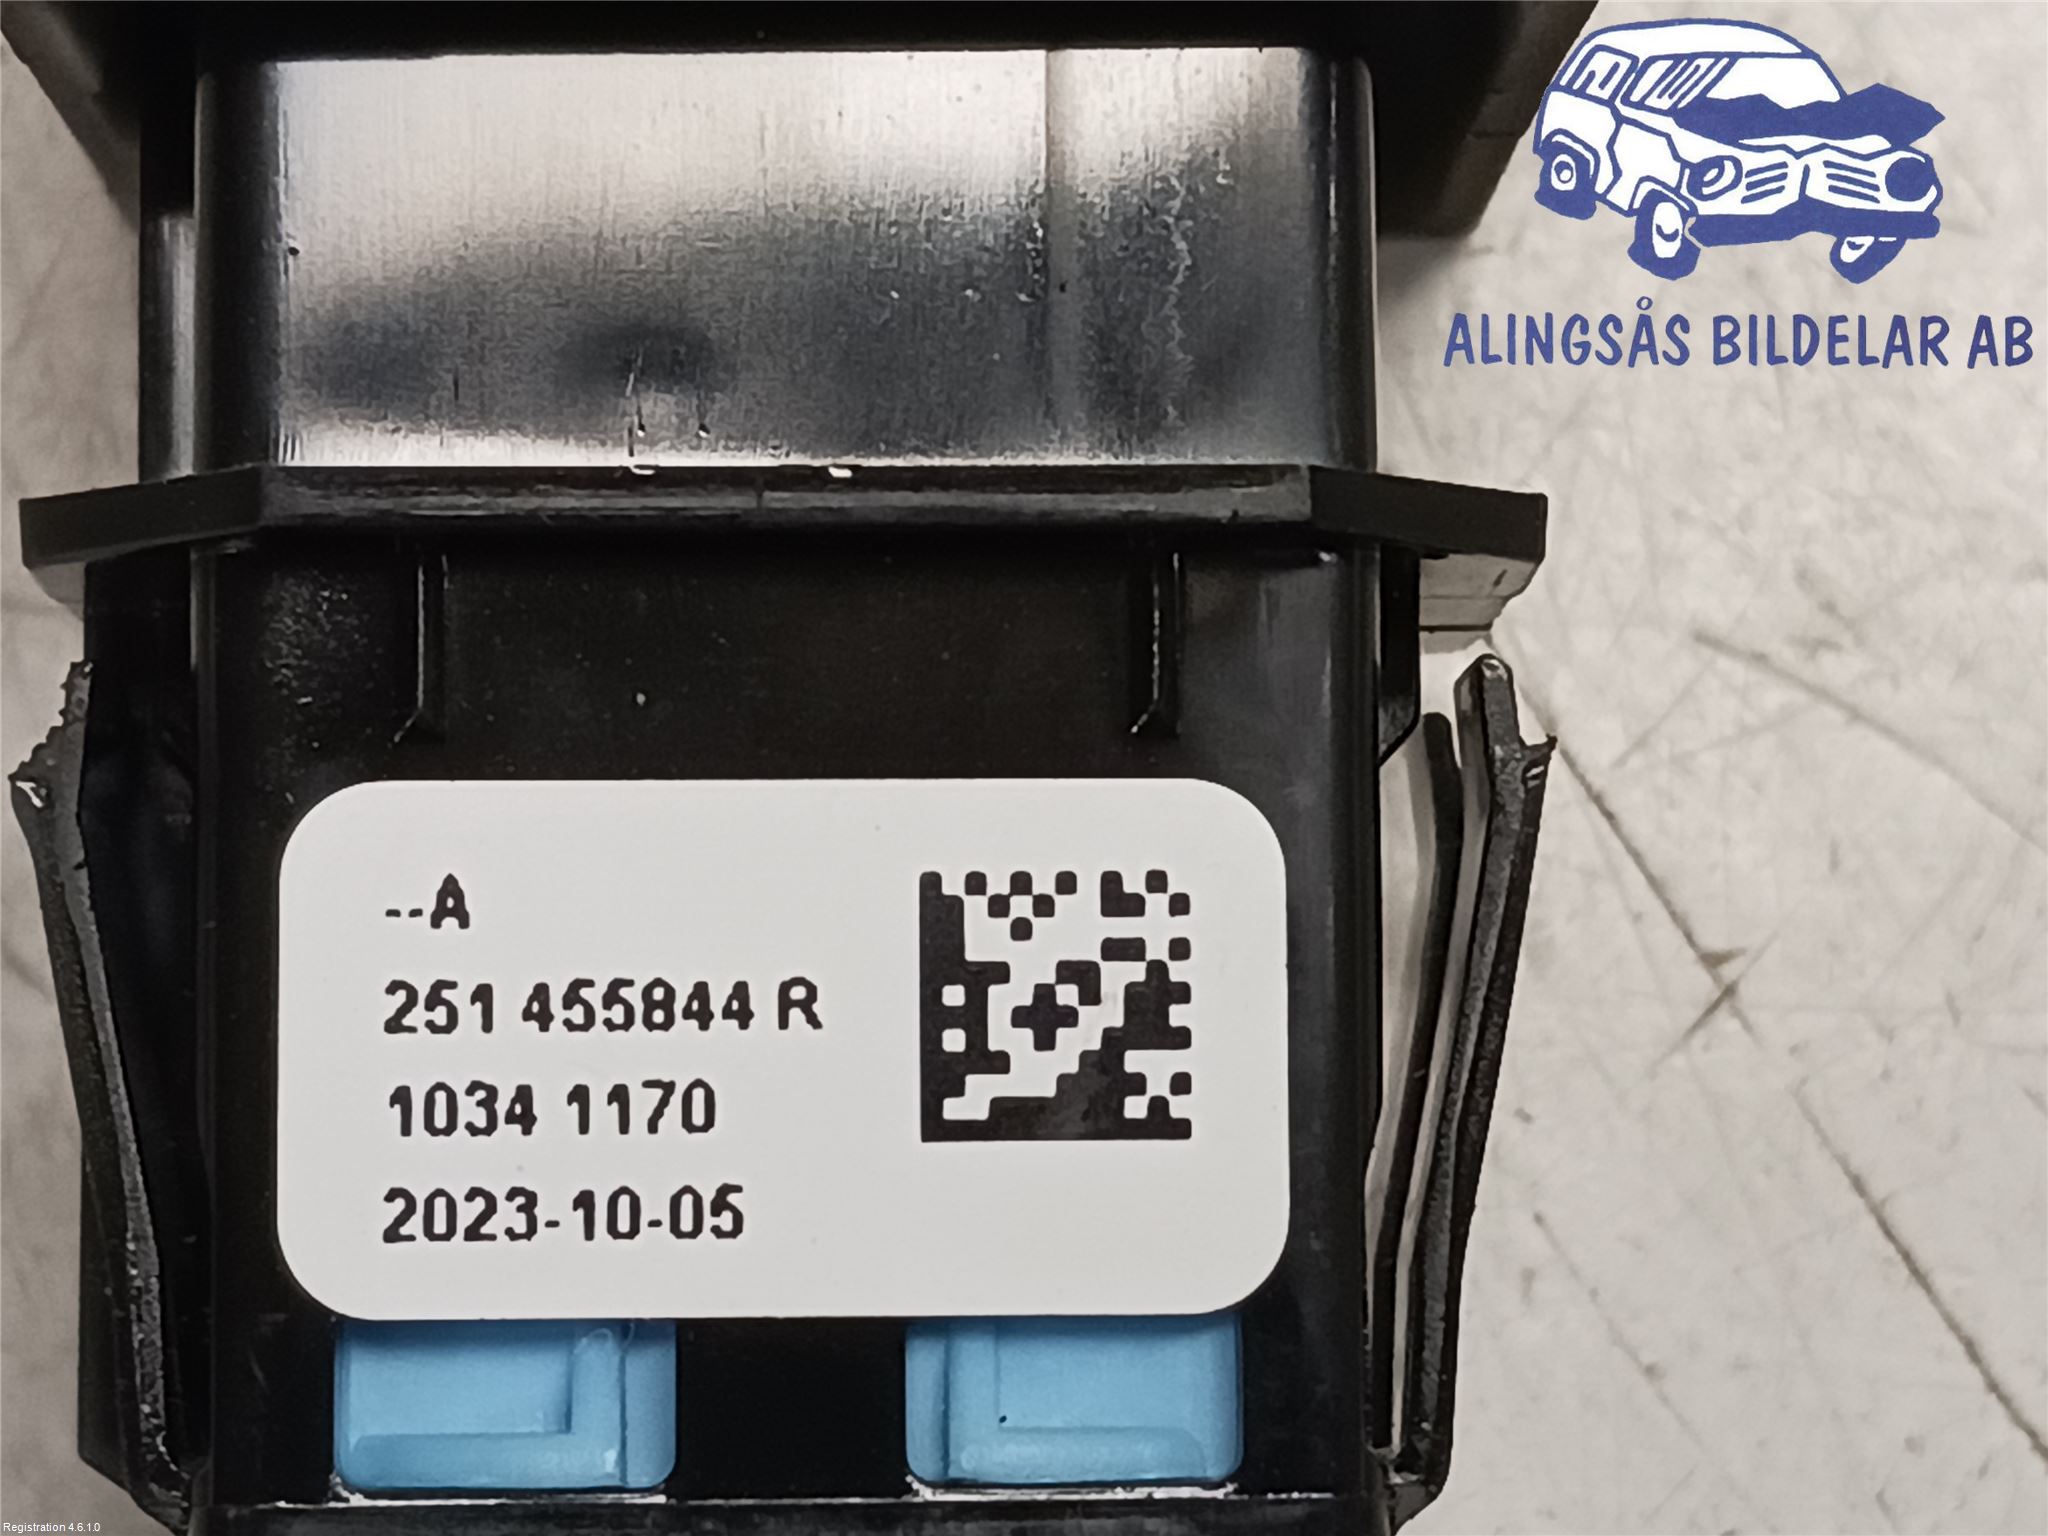 ALINGSÅS BILDELAR AB
--A
251 455844 R
1034 1170
2023-10-05
Registration 4.6.1.0